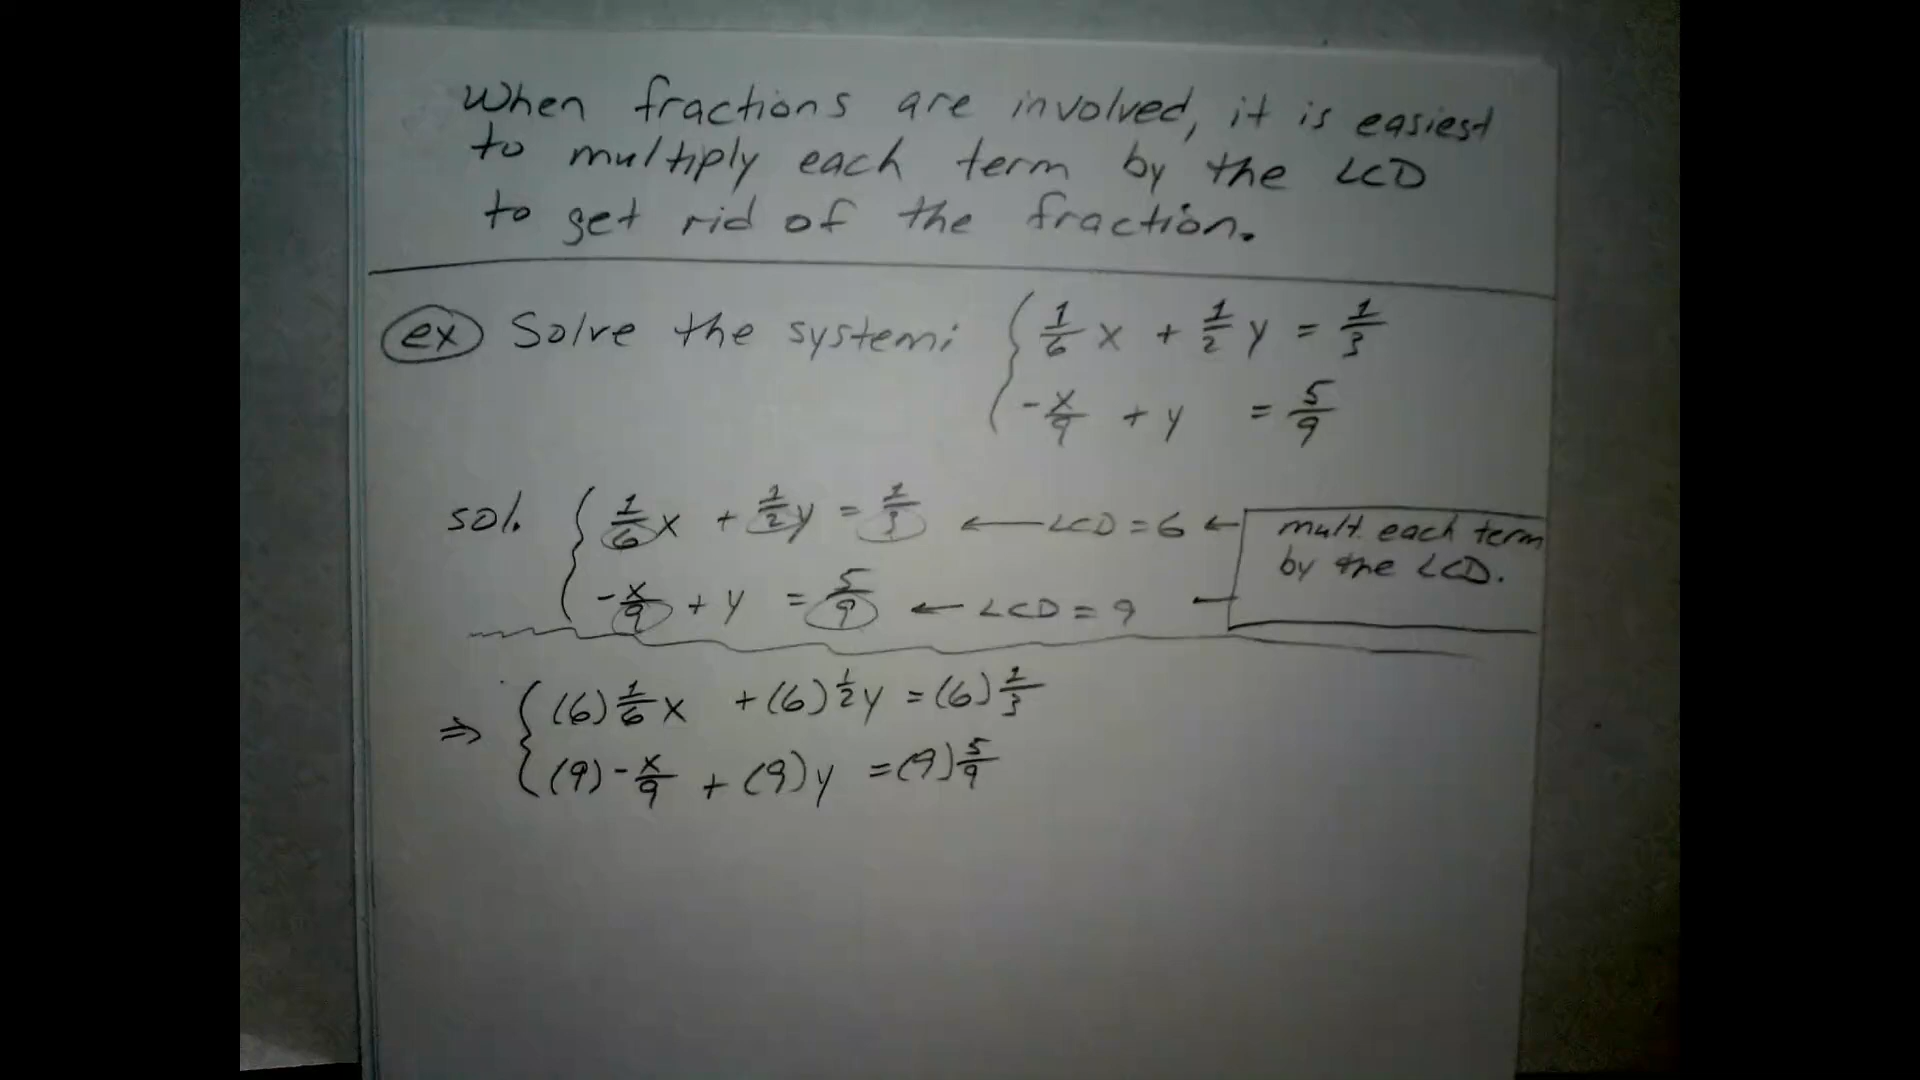 When fractions are involved, it is easiest
to multiply each term by the LCD
to get rid of the fraction.
ex Solve the system: { 1/6 x + 1/2 y = 1/3
-x/9 + y = 5/9
sol. { 1/6 x + 1/2 y = 1/3 ← LCD = 6 ← mult. each term
by the LCD.
-x/9 + y = 5/9 ← LCD = 9 ←
⇒ { (6) 1/6 x + (6) 1/2 y = (6) 1/3
(9) -x/9 + (9) y = (9) 5/9